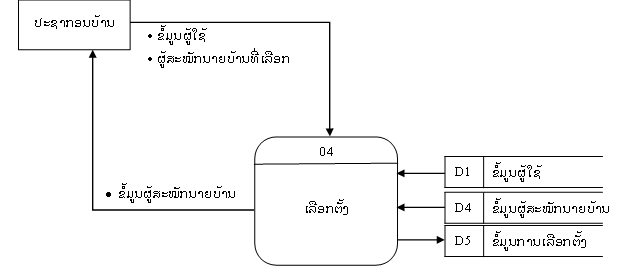 ປະຊາກອນບ້ານ
• ຂໍ້ມູນຜູ້ໃຊ້
• ຜູ້ສະໝັກນາຍບ້ານທີ່ເລືອກ
04
ເລືອກຕັ້ງ
• ຂໍ້ມູນຜູ້ສະໝັກນາຍບ້ານ
D1 ຂໍ້ມູນຜູ້ໃຊ້
D4 ຂໍ້ມູນຜູ້ສະໝັກນາຍບ້ານ
D5 ຂໍ້ມູນການເລືອກຕັ້ງ